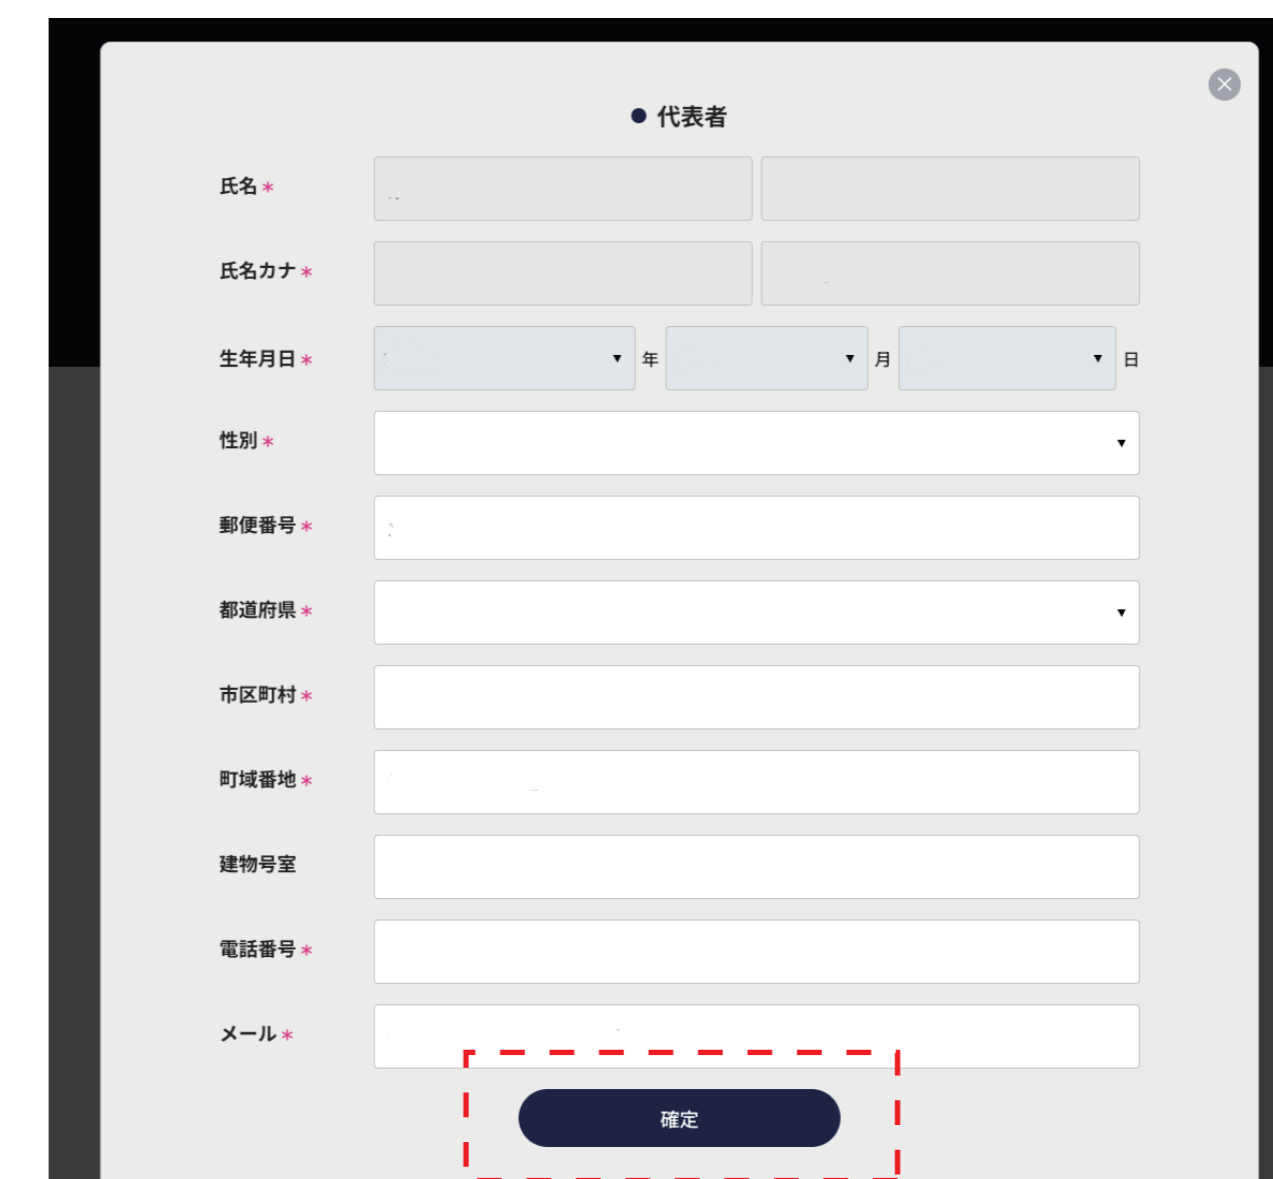 ● 代表者
氏名*
氏名カナ*
生年月日* 年 月 日
性別*
郵便番号*
都道府県*
市区町村*
町域番地*
建物号室
電話番号*
メール*
確定